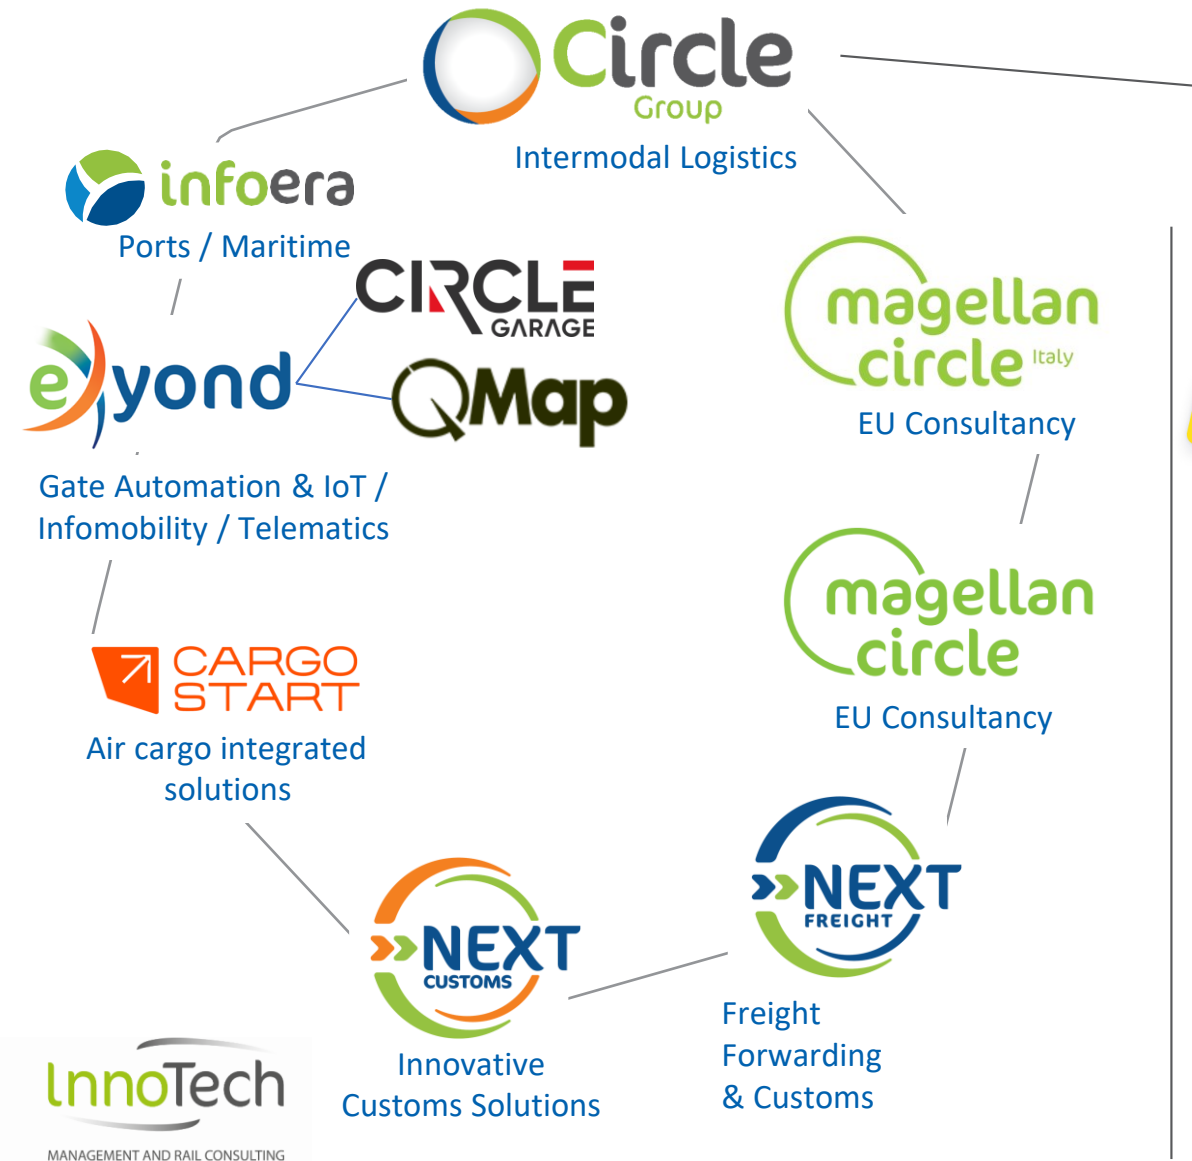 Circle
Group
Intermodal Logistics
infoera
Ports / Maritime
CIRCLE
GARAGE
magellan
circle Italy
EU Consultancy
eyond
QMap
Gate Automation & IoT /
Infomobility / Telematics
magellan
circle
EU Consultancy
CARGO
START
Air cargo integrated
solutions
NEXT
FREIGHT
Freight
Forwarding
& Customs
NEXT
CUSTOMS
Innovative
Customs Solutions
InnoTech
MANAGEMENT AND RAIL CONSULTING